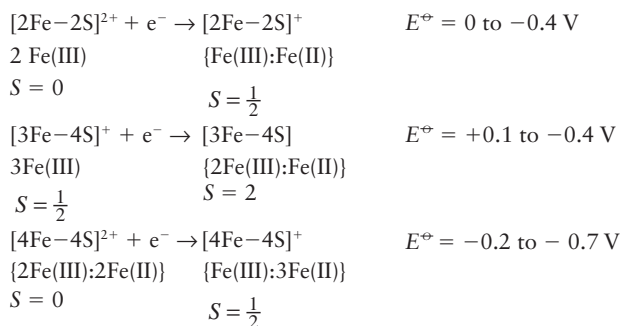 [2Fe−2S]²⁺ + e⁻ → [2Fe−2S]⁺ E⦵ = 0 to −0.4 V
2 Fe(III) {Fe(III):Fe(II)}
S = 0 S = 1/2
[3Fe−4S]⁺ + e⁻ → [3Fe−4S] E⦵ = +0.1 to −0.4 V
3Fe(III) {2Fe(III):Fe(II)}
S = 1/2 S = 2
[4Fe−4S]²⁺ + e⁻ → [4Fe−4S]⁺ E⦵ = −0.2 to − 0.7 V
{2Fe(III):2Fe(II)} {Fe(III):3Fe(II)}
S = 0 S = 1/2